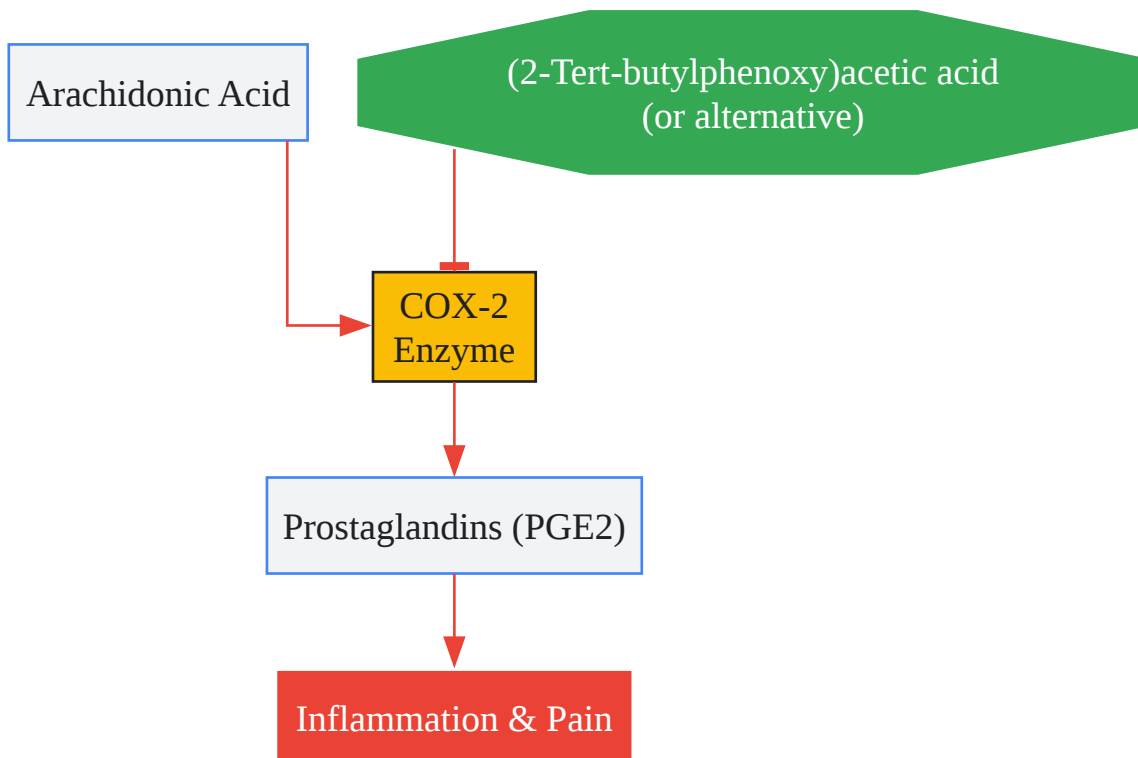 Arachidonic Acid
(2-Tert-butylphenoxy)acetic acid
(or alternative)
COX-2
Enzyme
Prostaglandins (PGE2)
Inflammation & Pain